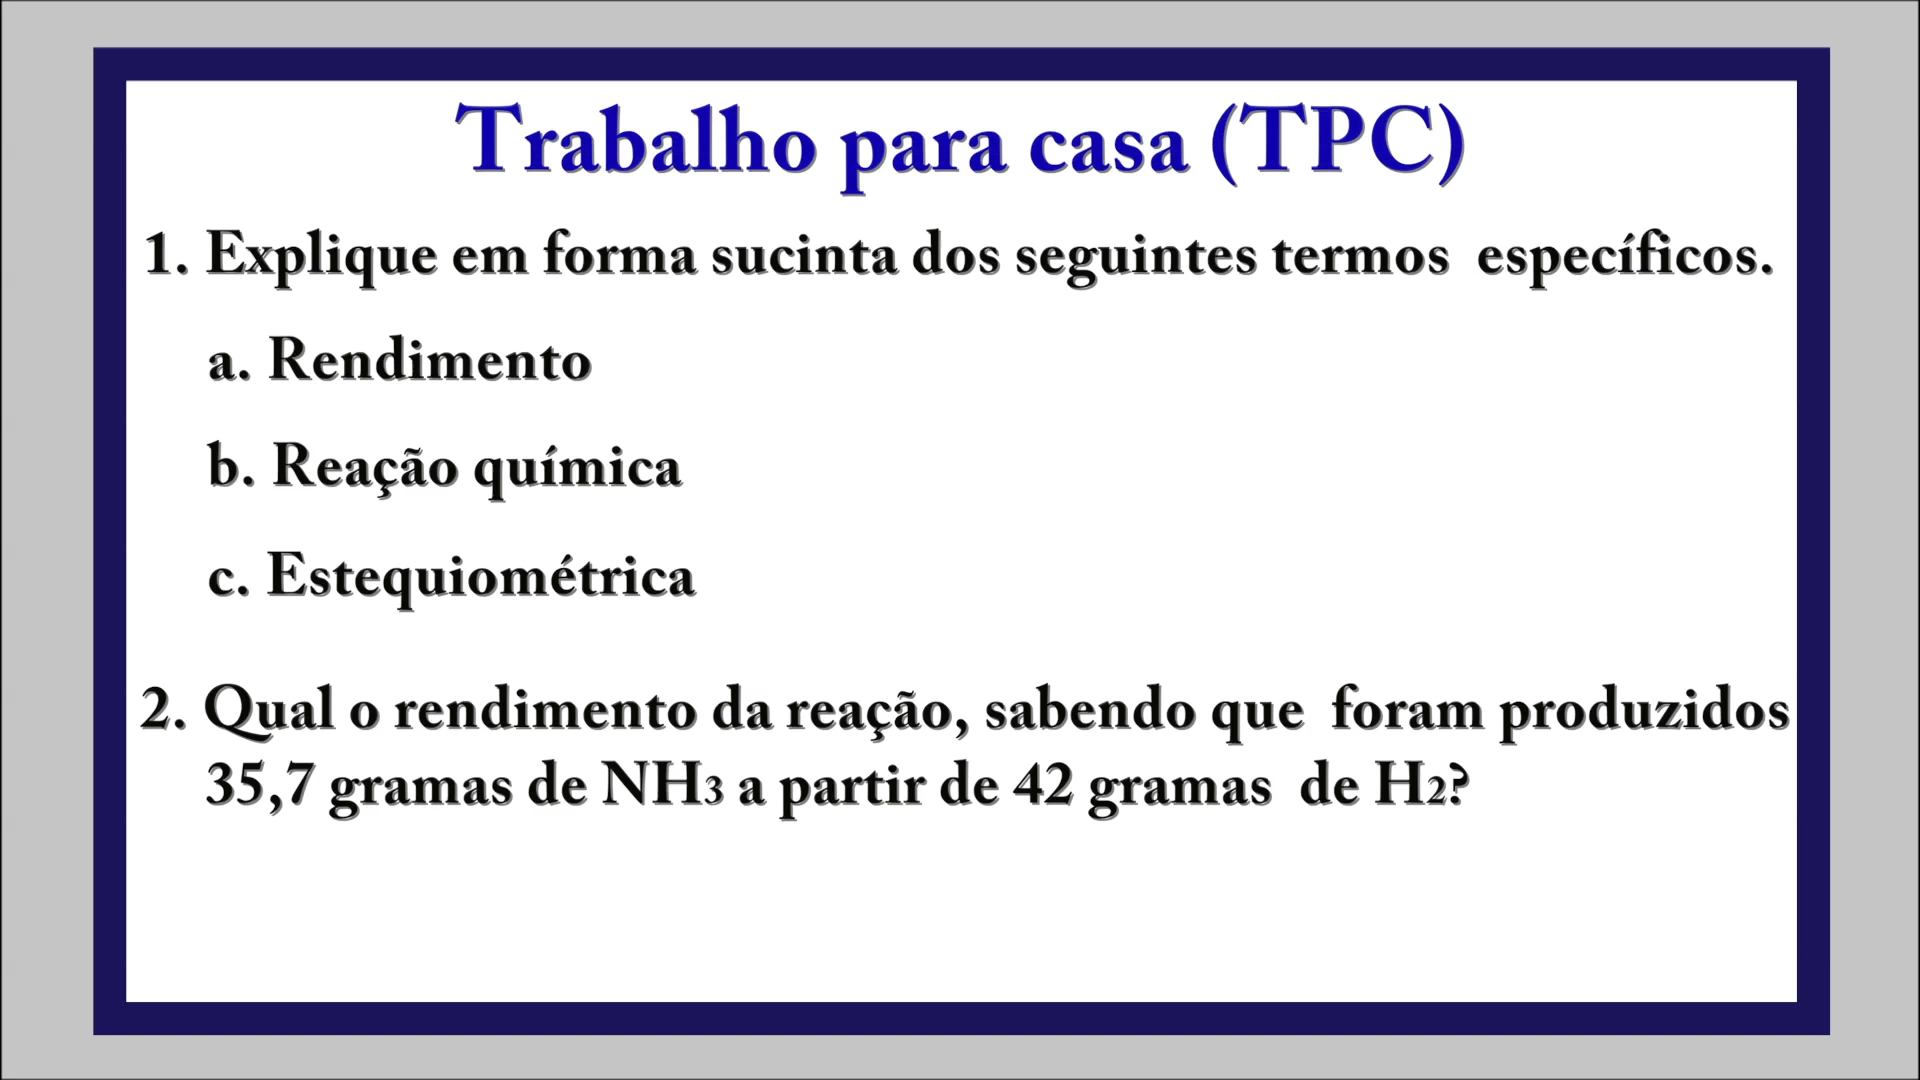 Trabalho para casa (TPC)
1. Explique em forma sucinta dos seguintes termos específicos.
a. Rendimento
b. Reação química
c. Estequiométrica
2. Qual o rendimento da reação, sabendo que foram produzidos
35,7 gramas de NH3 a partir de 42 gramas de H2?